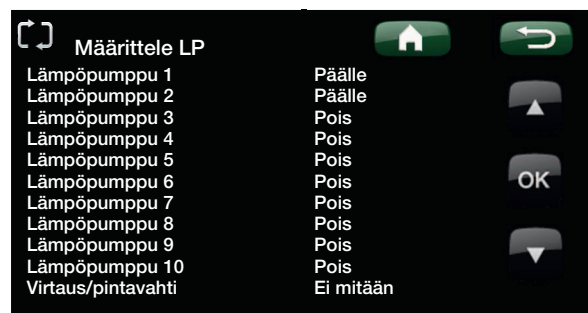 Määrittele LP
Lämpöpumppu 1 Päälle
Lämpöpumppu 2 Päälle
Lämpöpumppu 3 Pois
Lämpöpumppu 4 Pois
Lämpöpumppu 5 Pois
Lämpöpumppu 6 Pois
Lämpöpumppu 7 Pois
Lämpöpumppu 8 Pois
Lämpöpumppu 9 Pois
Lämpöpumppu 10 Pois
Virtaus/pintavahti Ei mitään
OK